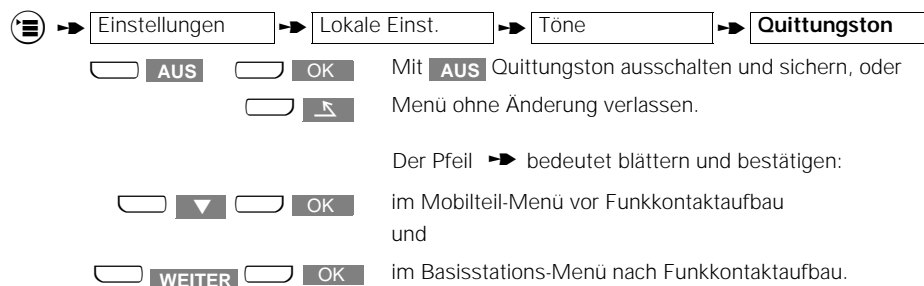 Einstellungen Lokale Einst. Töne Quittungston
AUS OK Mit AUS Quittungston ausschalten und sichern, oder
Menü ohne Änderung verlassen.
Der Pfeil bedeutet blättern und bestätigen:
OK im Mobilteil-Menü vor Funkkontaktaufbau
und
WEITER OK im Basisstations-Menü nach Funkkontaktaufbau.